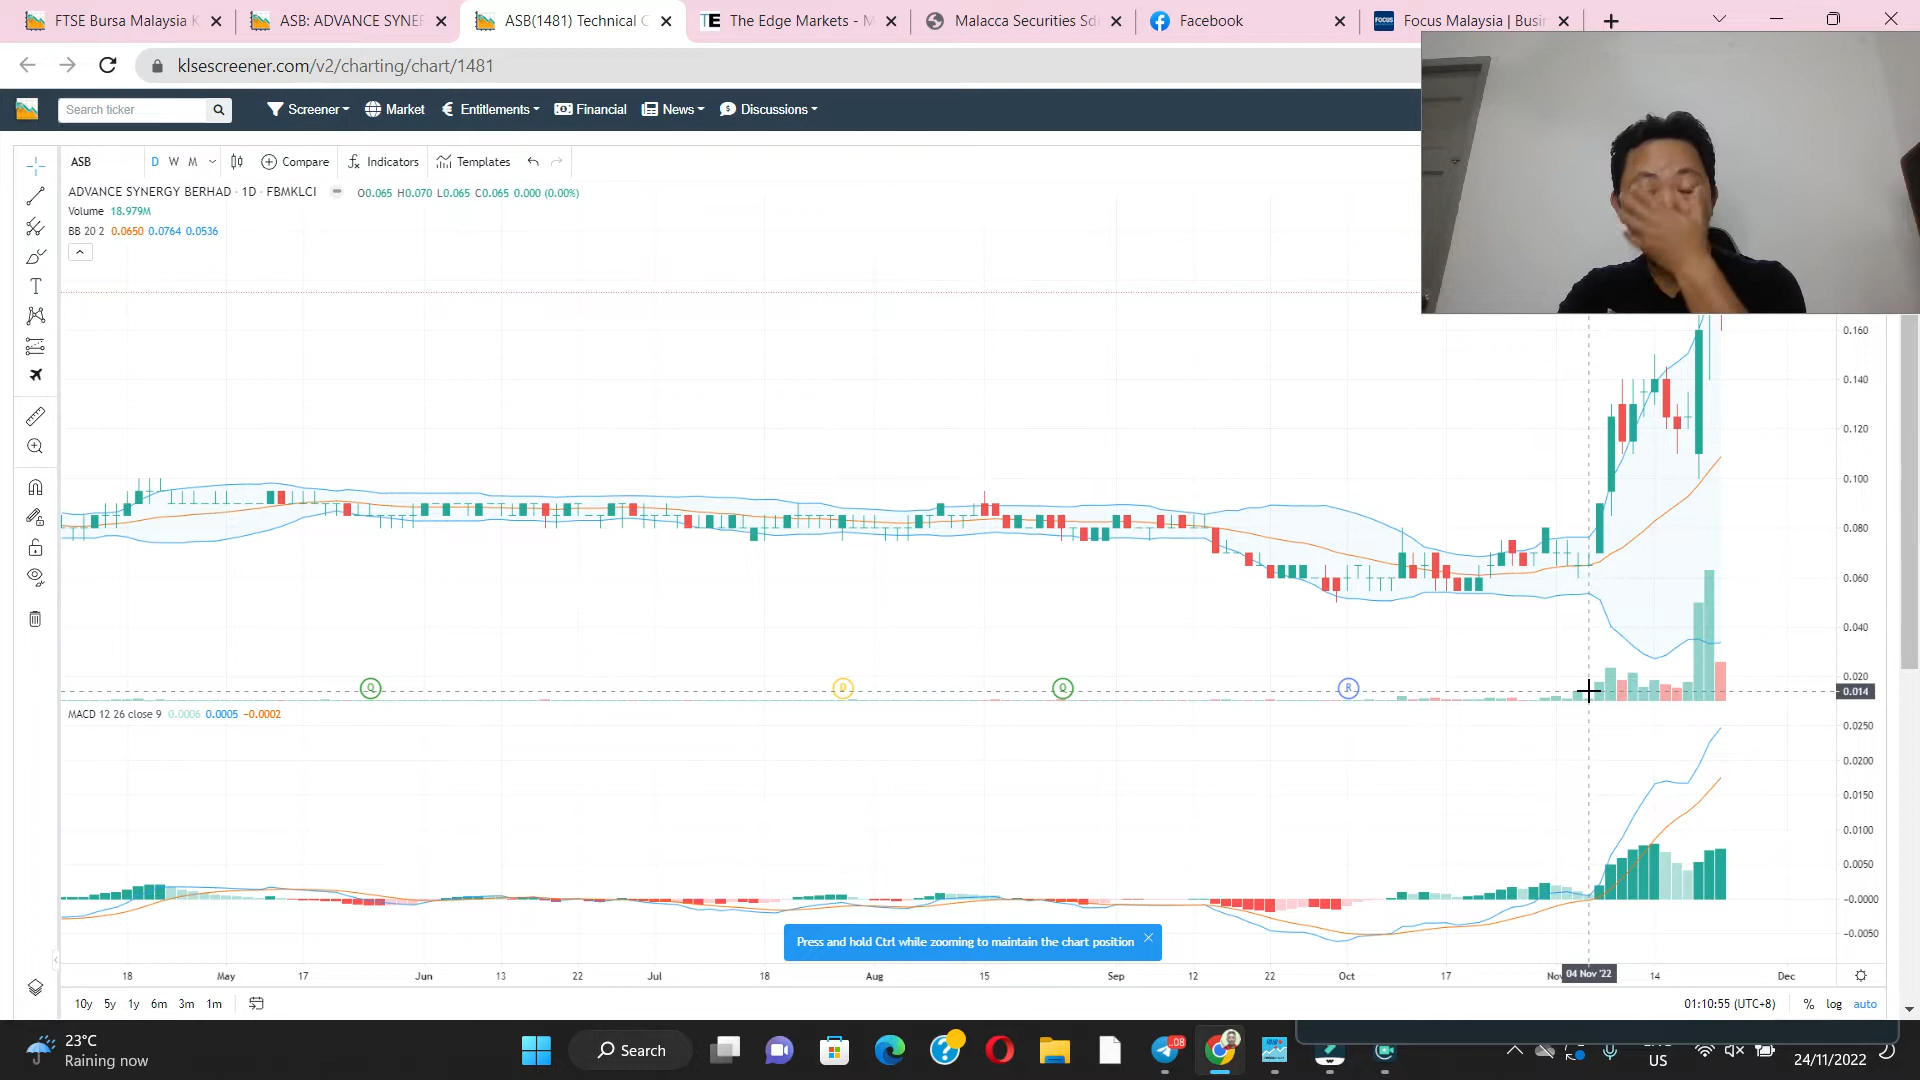 FTSE Bursa Malaysia K
ASB: ADVANCE SYNER
ASB(1481) Technical C
The Edge Markets - M
Malacca Securities Sd
Facebook
FOCUS
Focus Malaysia | Busin
klsescreener.com/v2/charting/chart/1481
Search ticker
Screener
Market
Entitlements
Financial
News
Discussions
ASB
D W M
Compare
Indicators
Templates
ADVANCE SYNERGY BERHAD · 1D · FBMKLCI
O0.065 H0.070 L0.065 C0.065 0.000 (0.00%)
Volume 18.979M
BB 20 2 0.0650 0.0764 0.0536
0.160
0.140
0.120
0.100
0.080
0.060
0.040
0.020
0.014
Q
D
Q
R
MACD 12 26 close 9 0.0006 0.0005 −0.0002
0.0250
0.0200
0.0150
0.0100
0.0050
−0.0000
−0.0050
Press and hold Ctrl while zooming to maintain the chart position
18 May 17 Jun 13 22 Jul 18 Aug 15 Sep 12 22 Oct 17 04 Nov '22 14 Dec
10y 5y 1y 6m 3m 1m
01:10:55 (UTC+8) % log auto
23°C
Raining now
Search
.08
US
24/11/2022